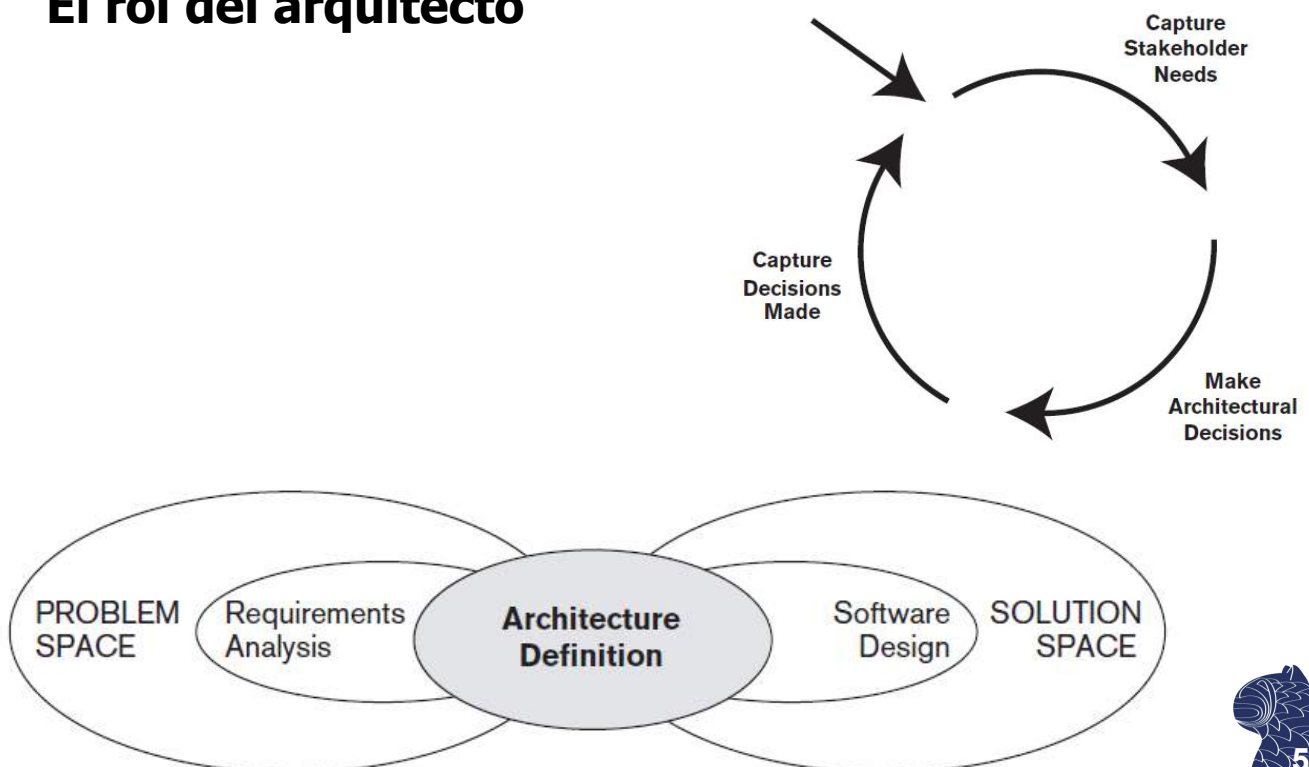 El rol del arquitecto
Capture
Stakeholder
Needs
Capture
Decisions
Made
Make
Architectural
Decisions
PROBLEM
SPACE
Requirements
Analysis
Architecture
Definition
Software
Design
SOLUTION
SPACE
5